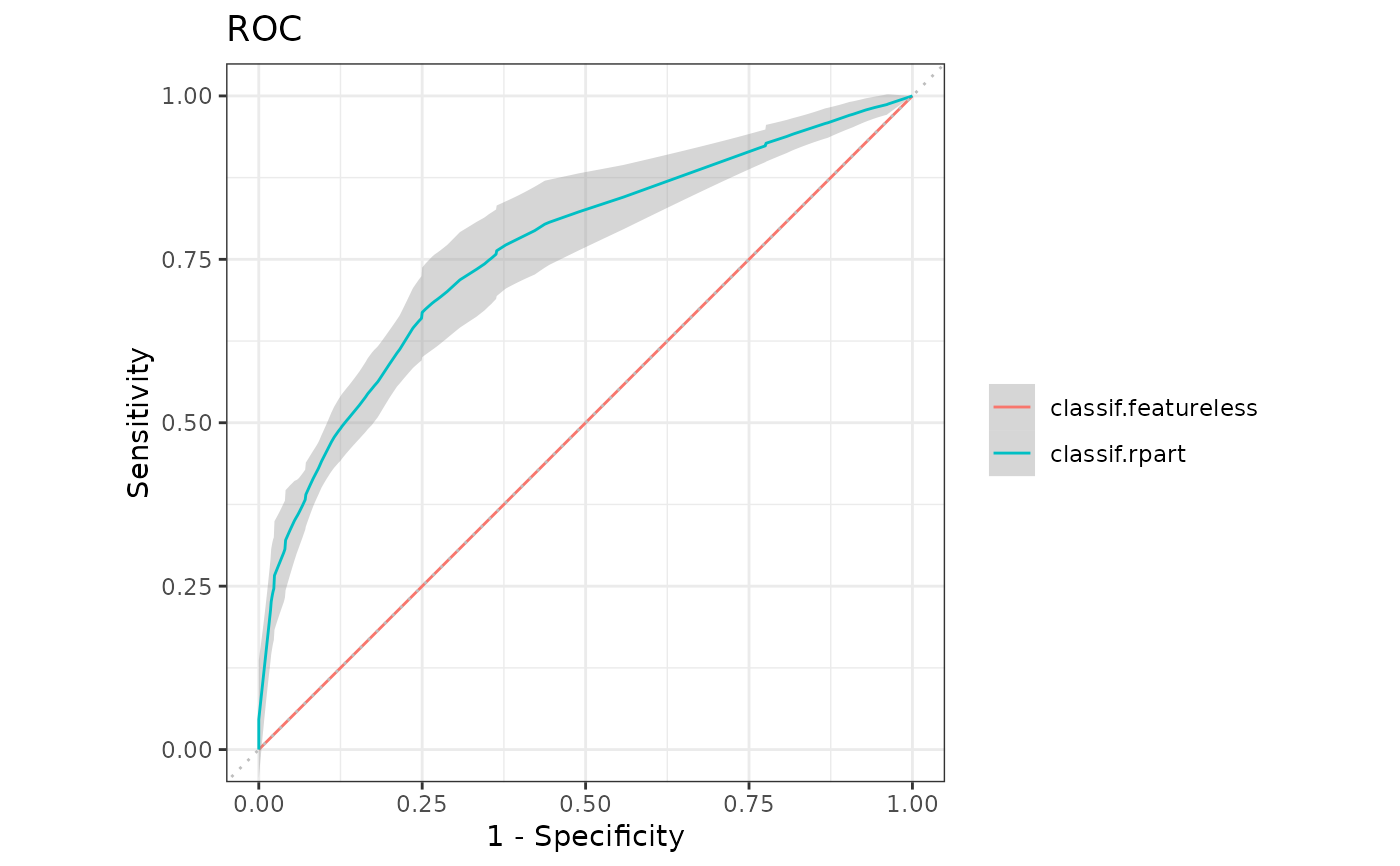 ROC
1.00
0.75
0.50
0.25
0.00
Sensitivity
0.00 0.25 0.50 0.75 1.00
1 - Specificity
classif.featureless
classif.rpart